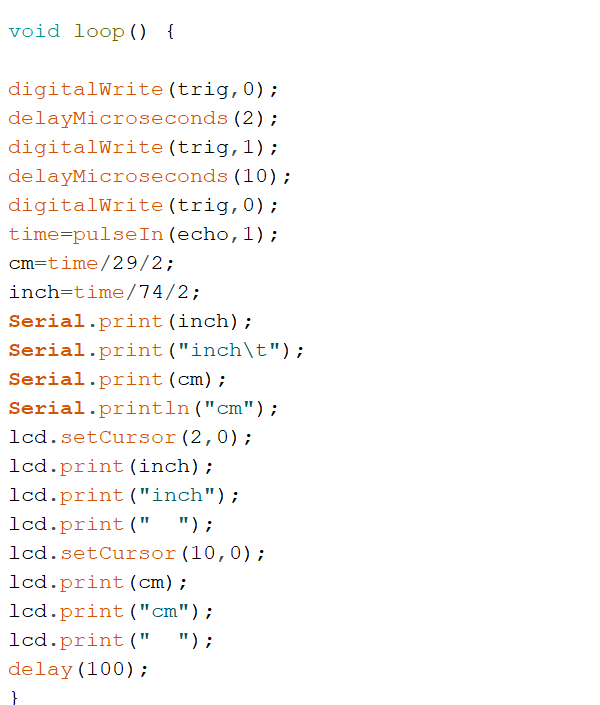 void loop() {
digitalWrite(trig,0);
delayMicroseconds(2);
digitalWrite(trig,1);
delayMicroseconds(10);
digitalWrite(trig,0);
time=pulseIn(echo,1);
cm=time/29/2;
inch=time/74/2;
Serial.print(inch);
Serial.print("inch\t");
Serial.print(cm);
Serial.println("cm");
lcd.setCursor(2,0);
lcd.print(inch);
lcd.print("inch");
lcd.print("  ");
lcd.setCursor(10,0);
lcd.print(cm);
lcd.print("cm");
lcd.print("  ");
delay(100);
}